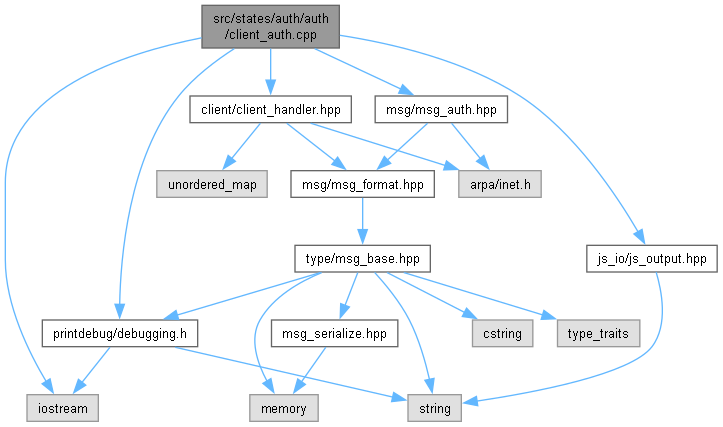 src/states/auth/auth
/client_auth.cpp
client/client_handler.hpp
msg/msg_auth.hpp
unordered_map
msg/msg_format.hpp
arpa/inet.h
type/msg_base.hpp
js_io/js_output.hpp
printdebug/debugging.h
msg_serialize.hpp
cstring
type_traits
iostream
memory
string